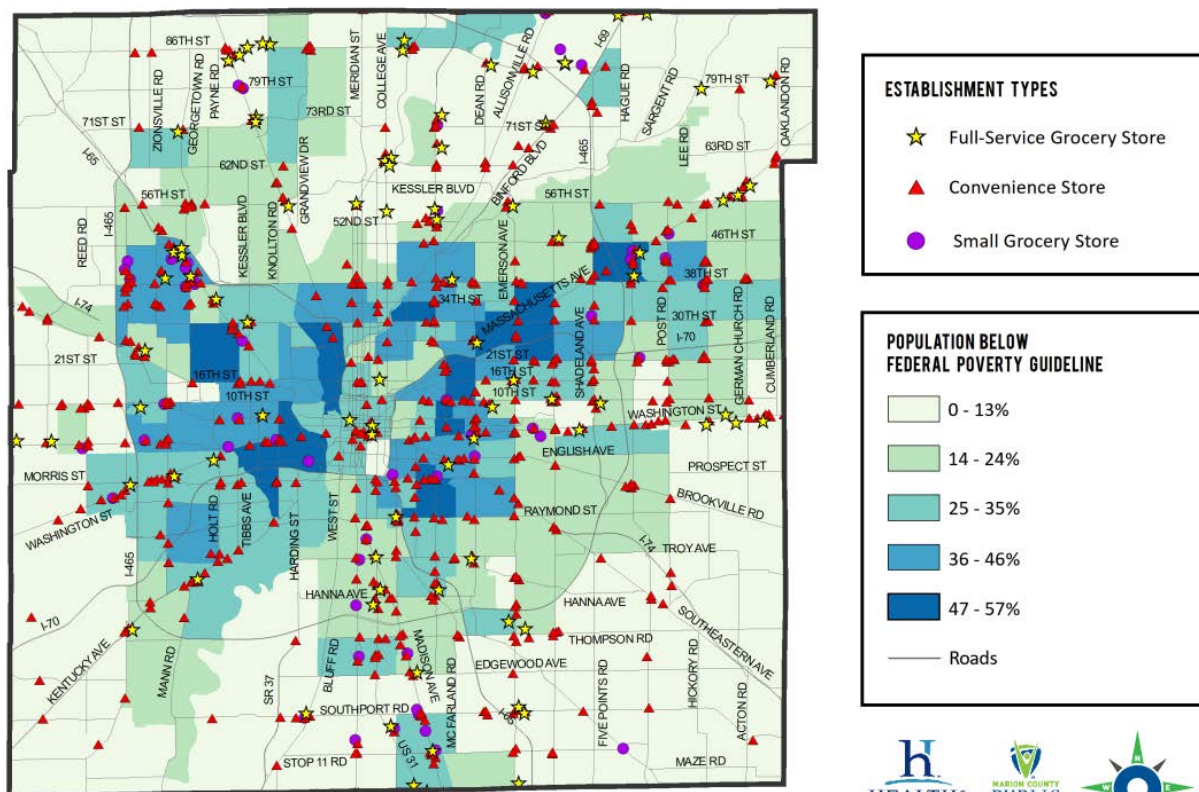 86TH ST
ZIONSVILLE RD
GEORGETOWN RD
PAYNE RD
79TH ST
MERIDIAN ST
COLLEGE AVE
DEAN RD
ALLISONVILLE RD
I-69
HAGUE RD
SARGENT RD
79TH ST
OAKLANDON RD
71ST ST
73RD ST
71ST ST
I-465
LEE RD
63RD ST
I-65
62ND ST
GRANDVIEW DR
KESSLER BLVD
BINFORD BLVD
56TH ST
56TH ST
REED RD
I-465
KESSLER BLVD
KNOLLTON RD
52ND ST
EMERSON AVE
46TH ST
MASSACHUSETTS AVE
38TH ST
I-74
34TH ST
SHADELAND AVE
POST RD
30TH ST
I-70
GERMAN CHURCH RD
CUMBERLAND RD
21ST ST
21ST ST
16TH ST
16TH ST
10TH ST
10TH ST
WASHINGTON ST
ENGLISH AVE
MORRIS ST
PROSPECT ST
HOLT RD
TIBBS AVE
HARDING ST
WEST ST
RAYMOND ST
BROOKVILLE RD
WASHINGTON ST
I-465
I-74
TROY AVE
I-70
HANNA AVE
HANNA AVE
THOMPSON RD
SOUTHEASTERN AVE
KENTUCKY AVE
MANN RD
SR 37
BLUFF RD
MADISON AVE
MCFARLAND RD
EDGEWOOD AVE
FIVE POINTS RD
HICKORY RD
ACTON RD
SOUTHPORT RD
I-65
STOP 11 RD
US 31
MAZE RD
ESTABLISHMENT TYPES
Full-Service Grocery Store
Convenience Store
Small Grocery Store
POPULATION BELOW
FEDERAL POVERTY GUIDELINE
0 - 13%
14 - 24%
25 - 35%
36 - 46%
47 - 57%
Roads
h
MARION COUNTY
N
W
E